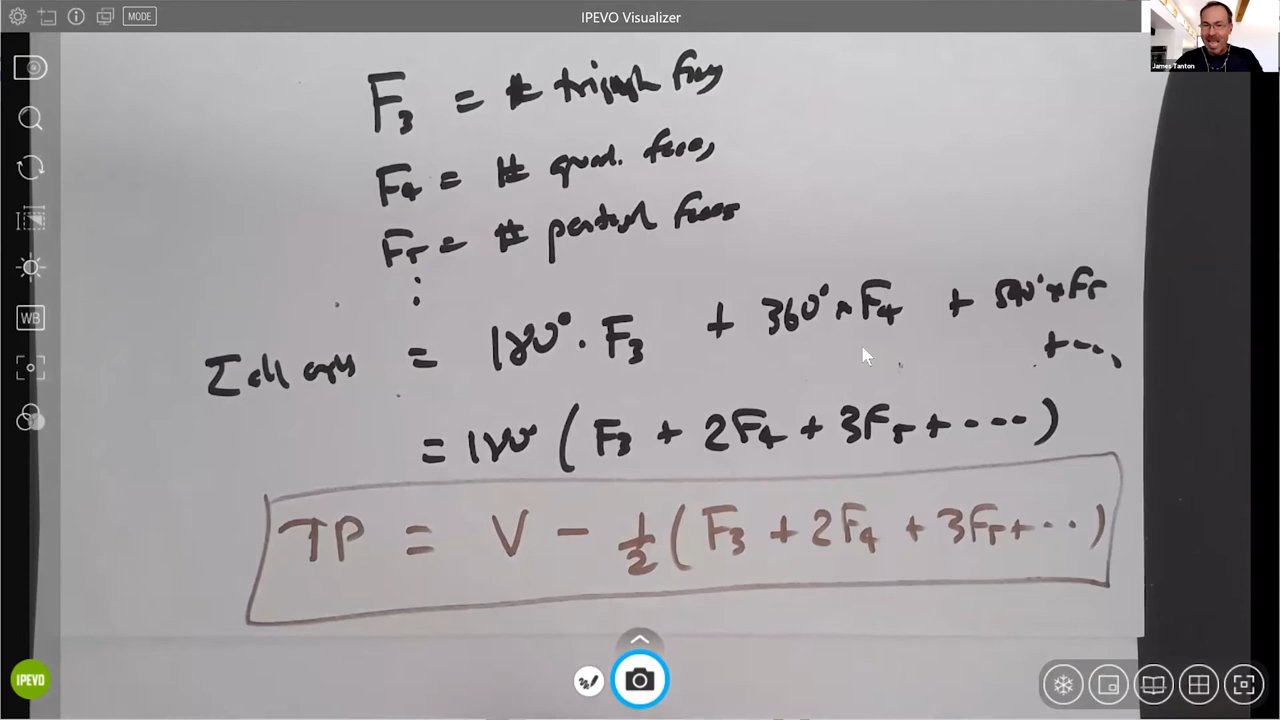 IPEVO Visualizer
MODE
James Tanton
F₃ = # triangle faces
F₄ = # quad. faces
F₅ = # pentagonal faces
⋮
WB
Σ all angles = 180°·F₃ + 360°×F₄ + 540°×F₅
+ ...
= 180° (F₃ + 2F₄ + 3F₅ + ....)
TP = V - 1/2 (F₃ + 2F₄ + 3F₅ + ...)
IPEVO